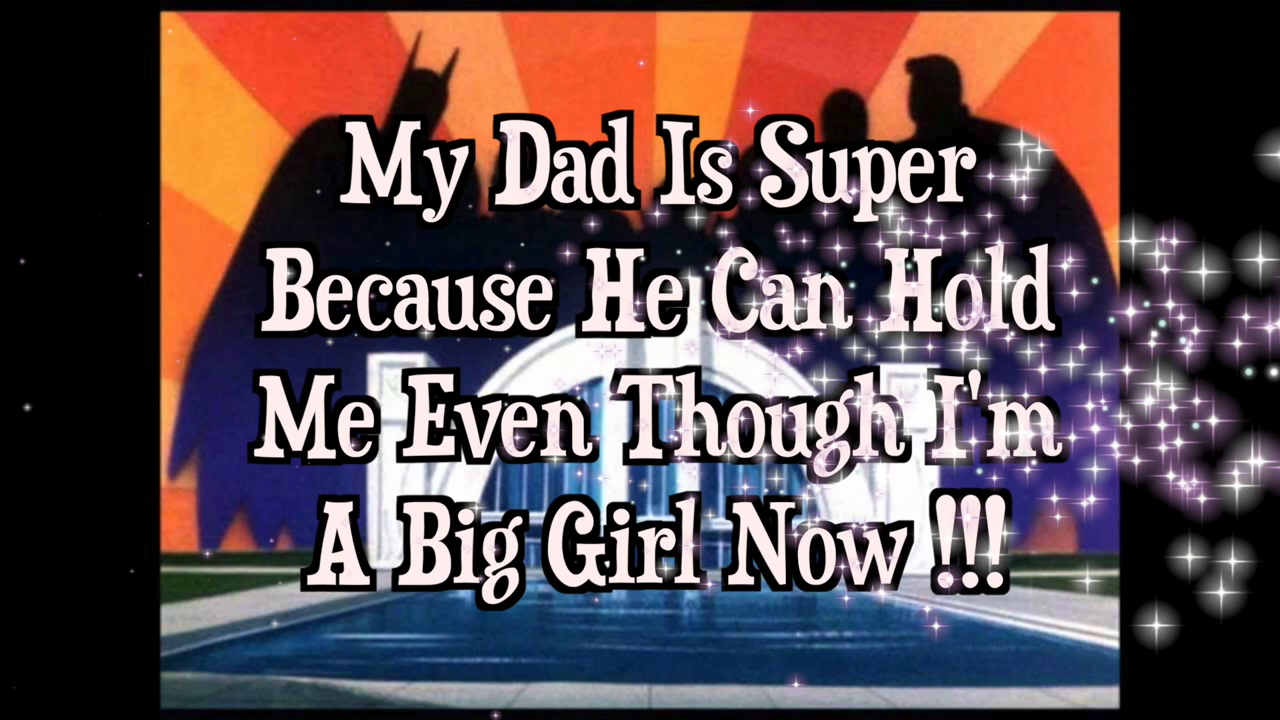 My Dad Is Super
Because He Can Hold
Me Even Though I'm
A Big Girl Now !!!